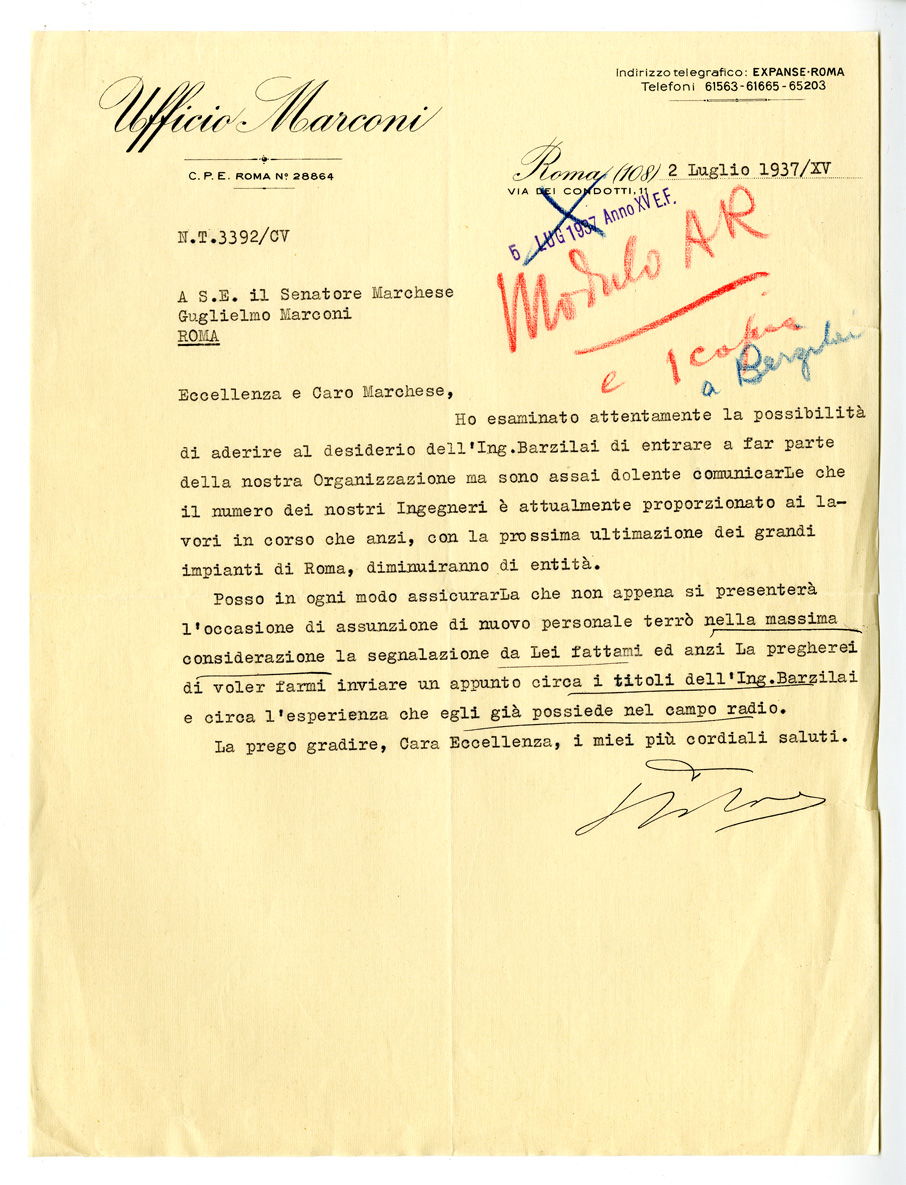 Ufficio Marconi
C. P. E. ROMA Nº 28864
Indirizzo telegrafico: EXPANSE-ROMA
Telefoni 61563-61665-65203
Roma (108) 2 Luglio 1937/XV
VIA DEI CONDOTTI, 11
5 LUG 1937 Anno XV E.F.
Modulo AR
e 1 copia
a Barzilai
N.T.3392/CV
A S.E. il Senatore Marchese
Guglielmo Marconi
ROMA
Eccellenza e Caro Marchese,
Ho esaminato attentamente la possibilità
di aderire al desiderio dell'Ing.Barzilai di entrare a far parte
della nostra Organizzazione ma sono assai dolente comunicarLe che
il numero dei nostri Ingegneri è attualmente proporzionato ai la-
vori in corso che anzi, con la prossima ultimazione dei grandi
impianti di Roma, diminuiranno di entità.
Posso in ogni modo assicurarLa che non appena si presenterà
l'occasione di assunzione di nuovo personale terrò nella massima
considerazione la segnalazione da Lei fattami ed anzi La pregherei
di voler farmi inviare un appunto circa i titoli dell'Ing.Barzilai
e circa l'esperienza che egli già possiede nel campo radio.
La prego gradire, Cara Eccellenza, i miei più cordiali saluti.